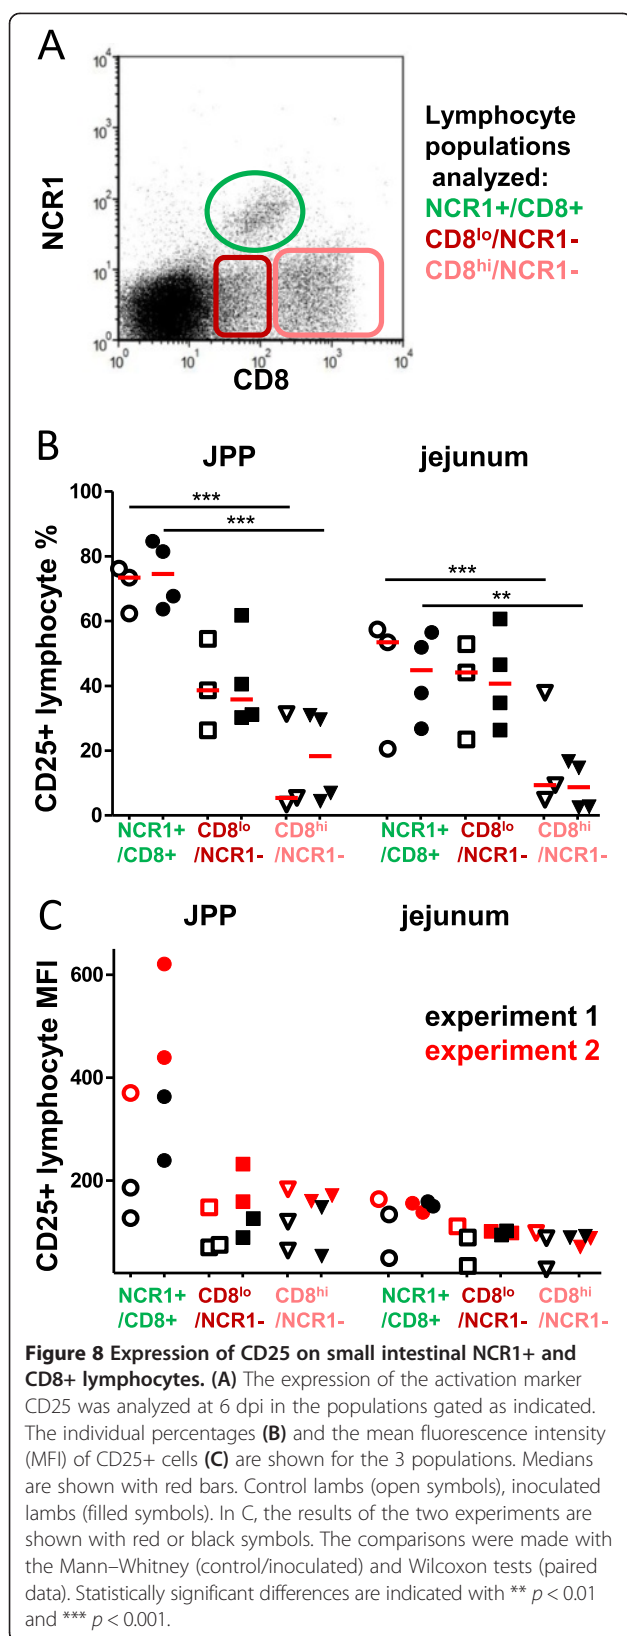 A
10⁴
10³
10²
10¹
10⁰
NCR1
10⁰ 10¹ 10² 10³ 10⁴
CD8
Lymphocyte
populations
analyzed:
NCR1+/CD8+
CD8ˡᵒ/NCR1-
CD8ʰⁱ/NCR1-
B
JPP jejunum
CD25+ lymphocyte %
100
80
60
40
20
0
*** ***
*** **
NCR1+ CD8ˡᵒ CD8ʰⁱ NCR1+ CD8ˡᵒ CD8ʰⁱ
/CD8+ /NCR1- /NCR1- /CD8+ /NCR1- /NCR1-
C
JPP jejunum
CD25+ lymphocyte MFI
600
400
200
experiment 1
experiment 2
NCR1+ CD8ˡᵒ CD8ʰⁱ NCR1+ CD8ˡᵒ CD8ʰⁱ
/CD8+ /NCR1- /NCR1- /CD8+ /NCR1- /NCR1-
Figure 8 Expression of CD25 on small intestinal NCR1+ and
CD8+ lymphocytes. (A) The expression of the activation marker
CD25 was analyzed at 6 dpi in the populations gated as indicated.
The individual percentages (B) and the mean fluorescence intensity
(MFI) of CD25+ cells (C) are shown for the 3 populations. Medians
are shown with red bars. Control lambs (open symbols), inoculated
lambs (filled symbols). In C, the results of the two experiments are
shown with red or black symbols. The comparisons were made with
the Mann–Whitney (control/inoculated) and Wilcoxon tests (paired
data). Statistically significant differences are indicated with ** p < 0.01
and *** p < 0.001.